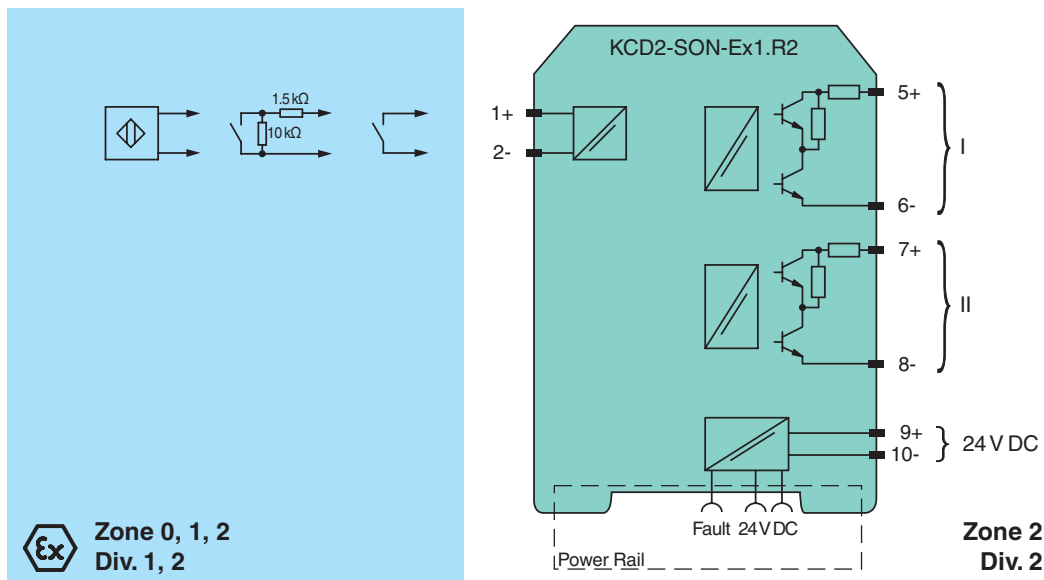 KCD2-SON-Ex1.R2
1.5 kΩ
10 kΩ
1+
2-
5+
I
6-
7+
II
8-
9+
10-
24 V DC
Fault 24 V DC
Power Rail
Ex
Zone 0, 1, 2
Div. 1, 2
Zone 2
Div. 2